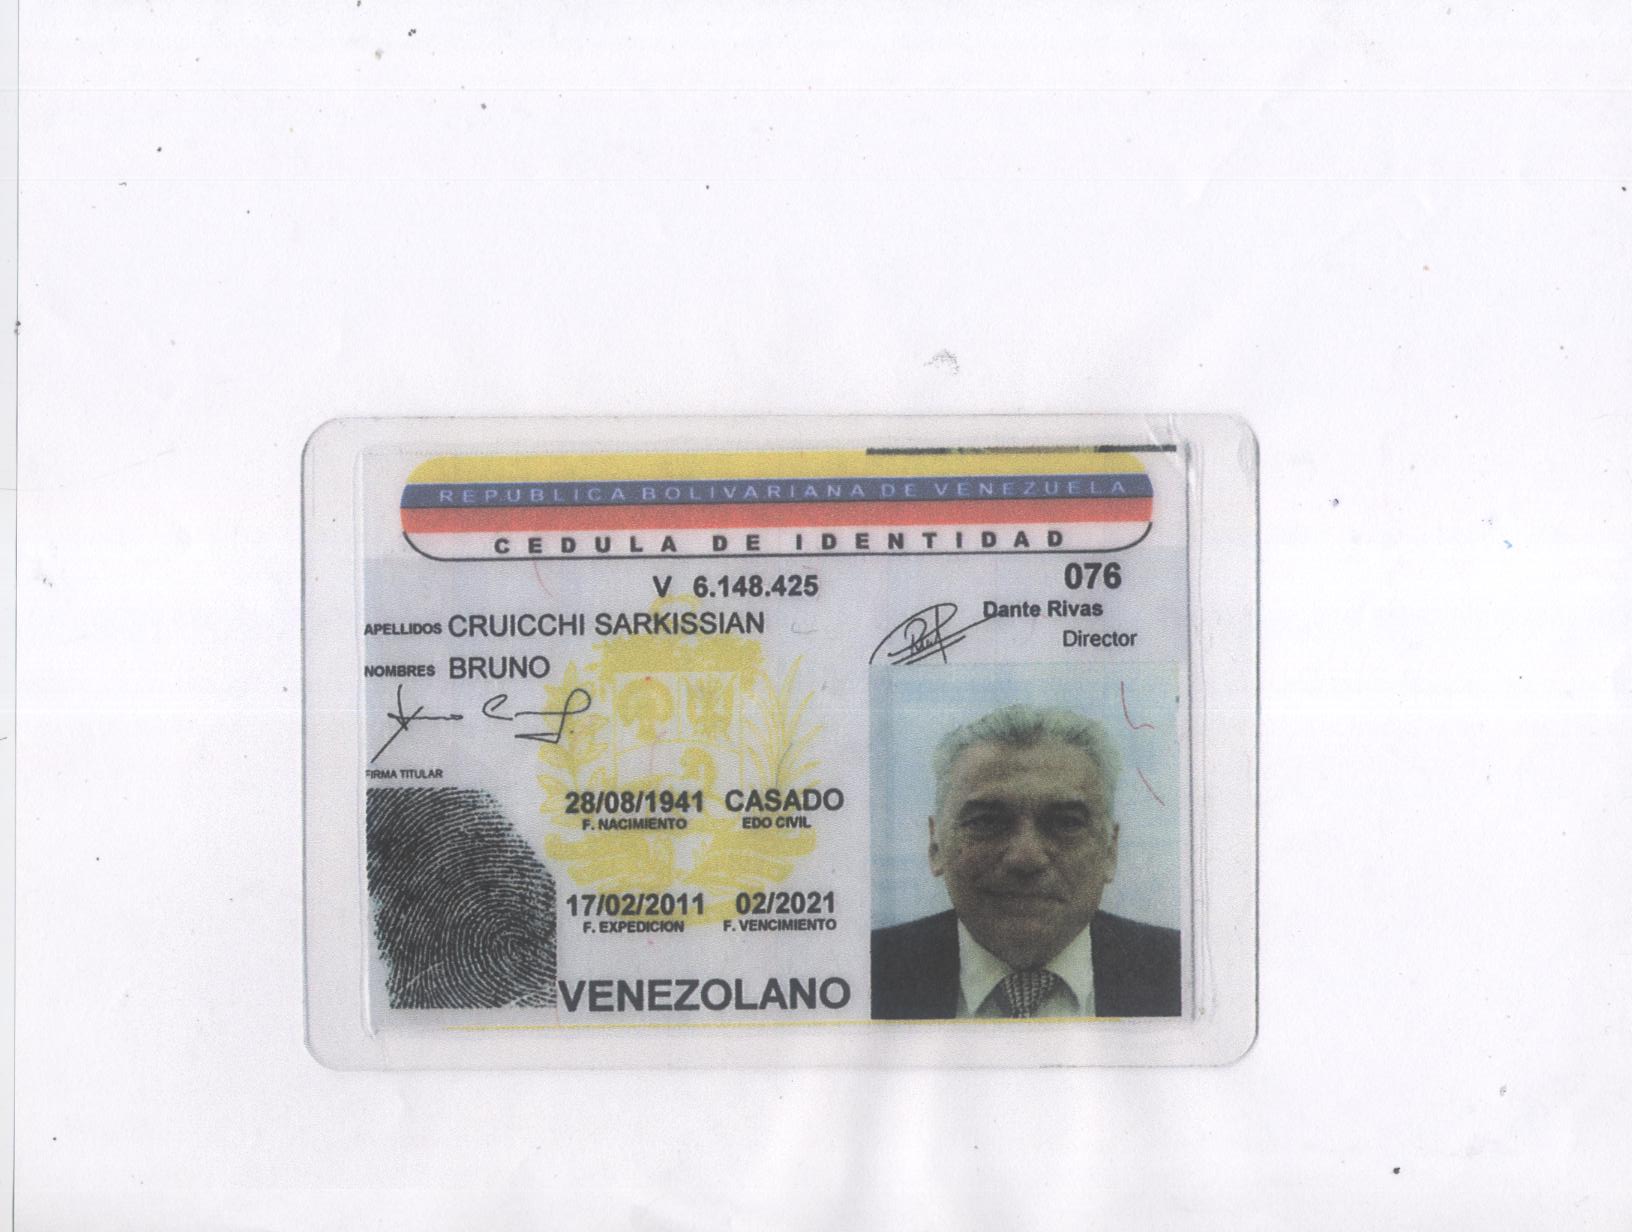 REPUBLICA BOLIVARIANA DE VENEZUELA
CEDULA DE IDENTIDAD
V 6.148.425
076
Dante Rivas
Director
APELLIDOS CRUICCHI SARKISSIAN
NOMBRES BRUNO
FIRMA TITULAR
28/08/1941 CASADO
F. NACIMIENTO EDO CIVIL
17/02/2011 02/2021
F. EXPEDICION F. VENCIMIENTO
VENEZOLANO